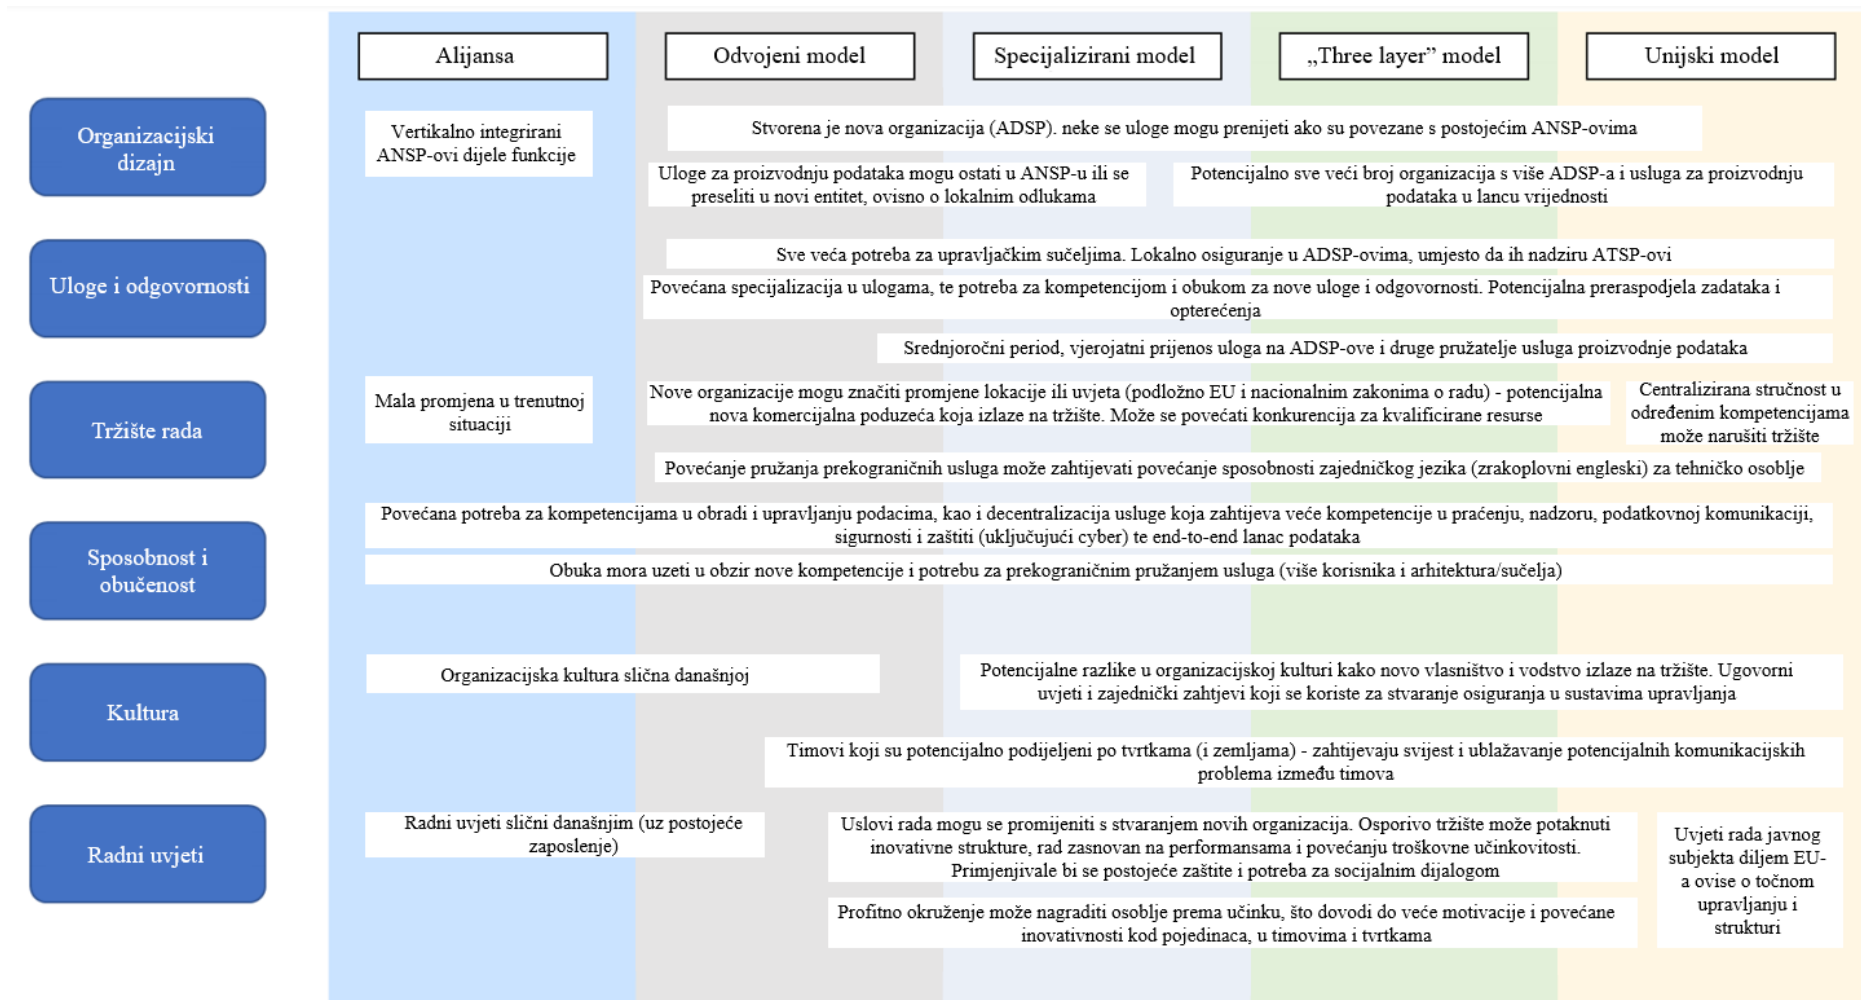 Alijansa
Odvojeni model
Specijalizirani model
„Three layer” model
Unijski model
Organizacijski
dizajn
Vertikalno integrirani
ANSP-ovi dijele funkcije
Stvorena je nova organizacija (ADSP). neke se uloge mogu prenijeti ako su povezane s postojećim ANSP-ovima
Uloge za proizvodnju podataka mogu ostati u ANSP-u ili se
preseliti u novi entitet, ovisno o lokalnim odlukama
Potencijalno sve veći broj organizacija s više ADSP-a i usluga za proizvodnju
podataka u lancu vrijednosti
Uloge i odgovornosti
Sve veća potreba za upravljačkim sučeljima. Lokalno osiguranje u ADSP-ovima, umjesto da ih nadziru ATSP-ovi
Povećana specijalizacija u ulogama, te potreba za kompetencijom i obukom za nove uloge i odgovornosti. Potencijalna preraspodjela zadataka i
opterećenja
Srednjoročni period, vjerojatni prijenos uloga na ADSP-ove i druge pružatelje usluga proizvodnje podataka
Tržište rada
Mala promjena u trenutnoj
situaciji
Nove organizacije mogu značiti promjene lokacije ili uvjeta (podložno EU i nacionalnim zakonima o radu) - potencijalna
nova komercijalna poduzeća koja izlaze na tržište. Može se povećati konkurencija za kvalificirane resurse
Centralizirana stručnost u
određenim kompetencijama
može narušiti tržište
Povećanje pružanja prekograničnih usluga može zahtijevati povećanje sposobnosti zajedničkog jezika (zrakoplovni engleski) za tehničko osoblje
Sposobnost i
obučenost
Povećana potreba za kompetencijama u obradi i upravljanju podacima, kao i decentralizacija usluge koja zahtijeva veće kompetencije u praćenju, nadzoru, podatkovnoj komunikaciji,
sigurnosti i zaštiti (uključujući cyber) te end-to-end lanac podataka
Obuka mora uzeti u obzir nove kompetencije i potrebu za prekograničnim pružanjem usluga (više korisnika i arhitektura/sučelja)
Kultura
Organizacijska kultura slična današnjoj
Potencijalne razlike u organizacijskoj kulturi kako novo vlasništvo i vodstvo izlaze na tržište. Ugovorni
uvjeti i zajednički zahtjevi koji se koriste za stvaranje osiguranja u sustavima upravljanja
Timovi koji su potencijalno podijeljeni po tvrtkama (i zemljama) - zahtijevaju svijest i ublažavanje potencijalnih komunikacijskih
problema između timova
Radni uvjeti
Radni uvjeti slični današnjim (uz postojeće
zaposlenje)
Uslovi rada mogu se promijeniti s stvaranjem novih organizacija. Osporivo tržište može potaknuti
inovativne strukture, rad zasnovan na performansama i povećanju troškovne učinkovitosti.
Primjenjivale bi se postojeće zaštite i potreba za socijalnim dijalogom
Profitno okruženje može nagraditi osoblje prema učinku, što dovodi do veće motivacije i povećane
inovativnosti kod pojedinaca, u timovima i tvrtkama
Uvjeti rada javnog
subjekta diljem EU-
a ovise o točnom
upravljanju i
strukturi